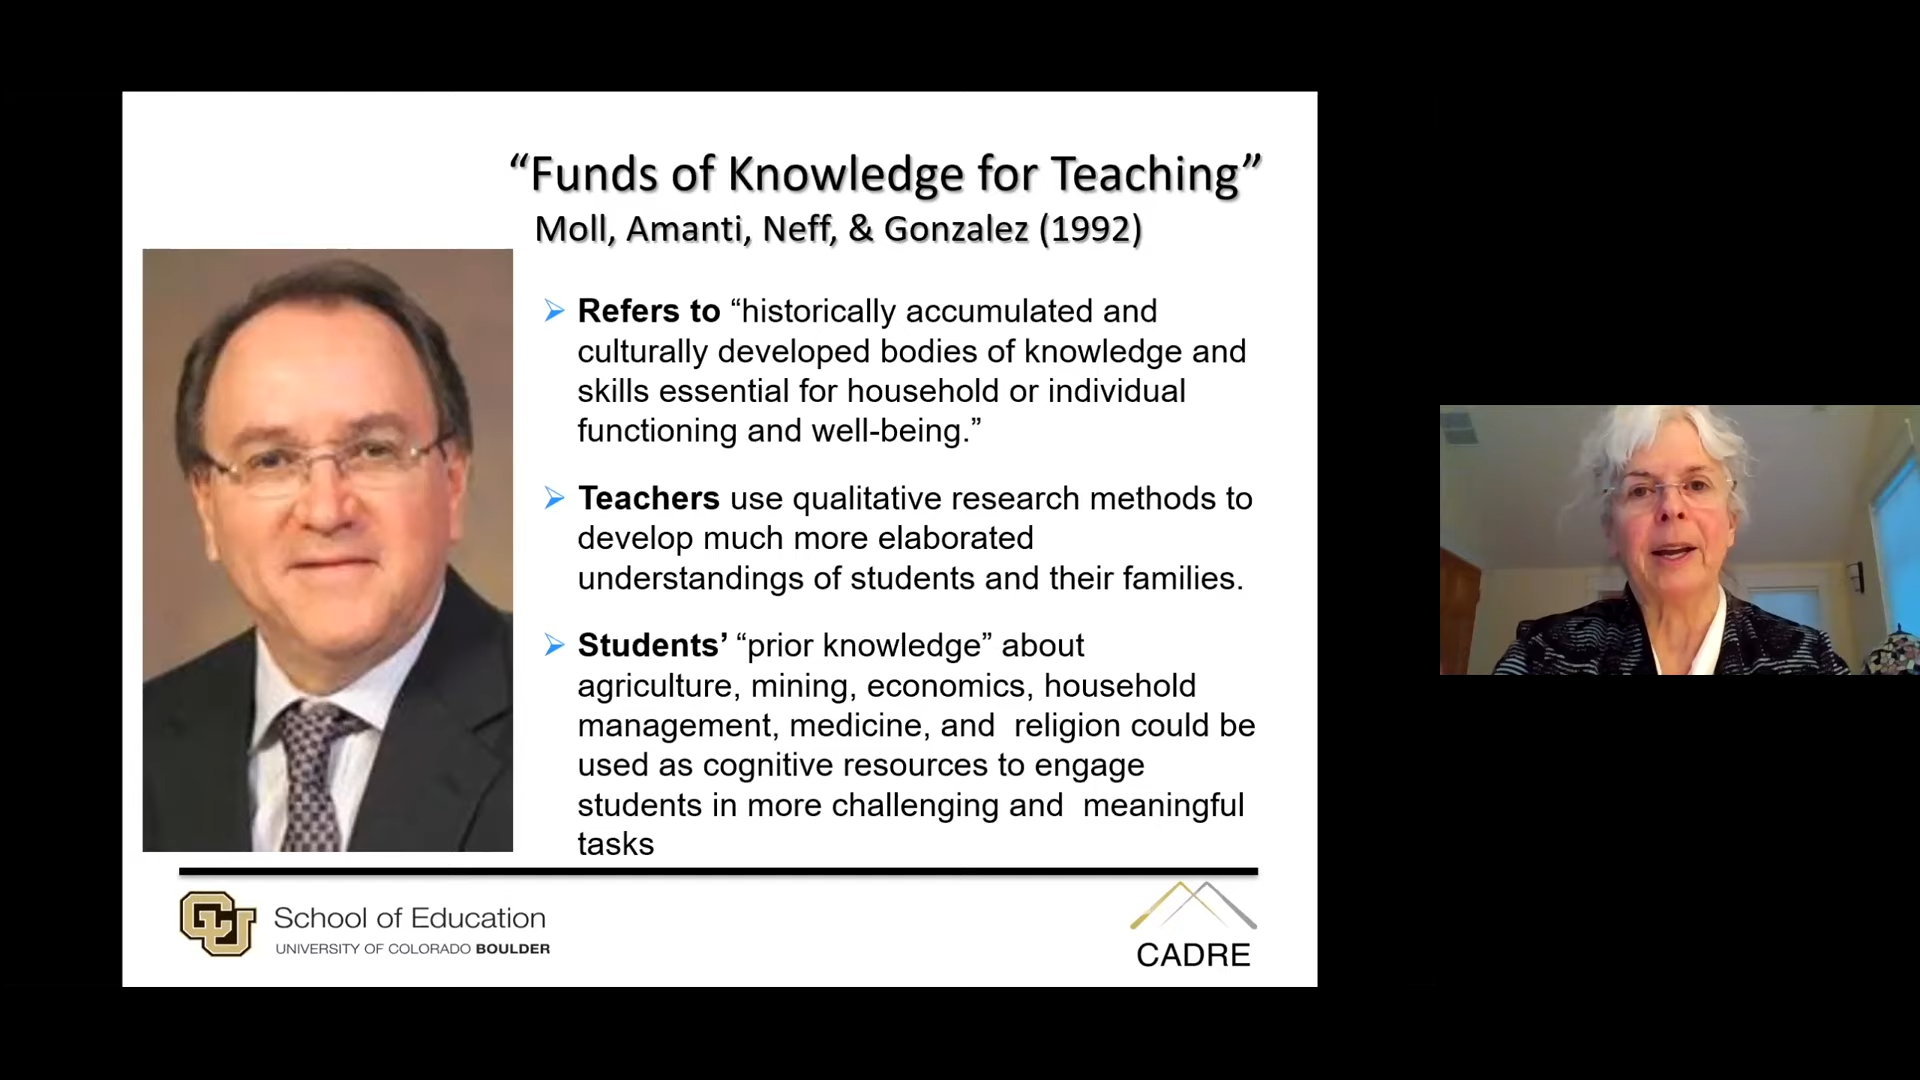 “Funds of Knowledge for Teaching”
Moll, Amanti, Neff, & Gonzalez (1992)
Refers to “historically accumulated and
culturally developed bodies of knowledge and
skills essential for household or individual
functioning and well-being.”
Teachers use qualitative research methods to
develop much more elaborated
understandings of students and their families.
Students’ “prior knowledge” about
agriculture, mining, economics, household
management, medicine, and  religion could be
used as cognitive resources to engage
students in more challenging and  meaningful
tasks
CU
School of Education
UNIVERSITY OF COLORADO BOULDER
CADRE